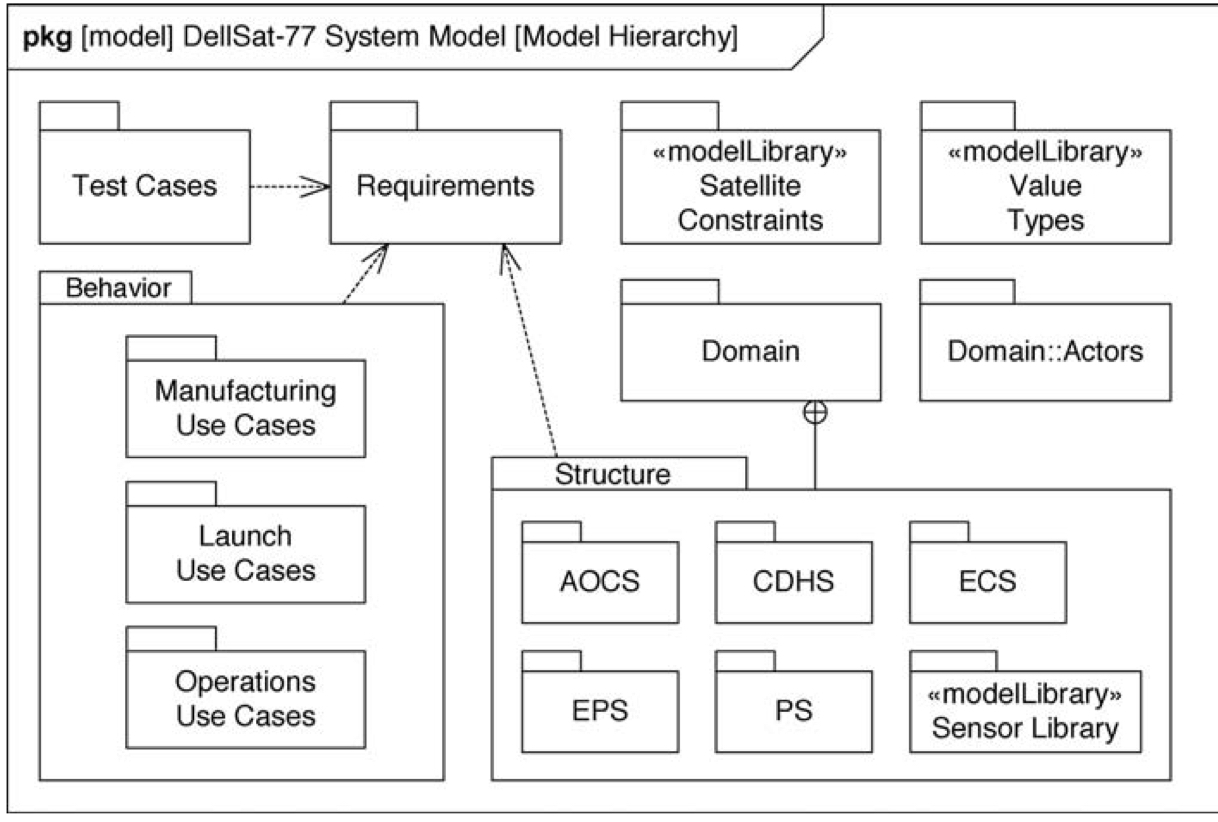 pkg [model] DellSat-77 System Model [Model Hierarchy]
Test Cases
Requirements
«modelLibrary»
Satellite
Constraints
«modelLibrary»
Value
Types
Behavior
Manufacturing
Use Cases
Launch
Use Cases
Operations
Use Cases
Domain
Domain::Actors
Structure
AOCS
CDHS
ECS
EPS
PS
«modelLibrary»
Sensor Library